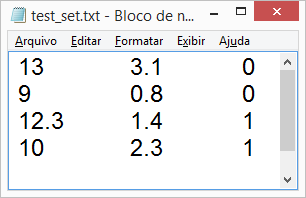 test_set.txt - Bloco de n...
Arquivo Editar Formatar Exibir Ajuda
13 3.1 0
9 0.8 0
12.3 1.4 1
10 2.3 1